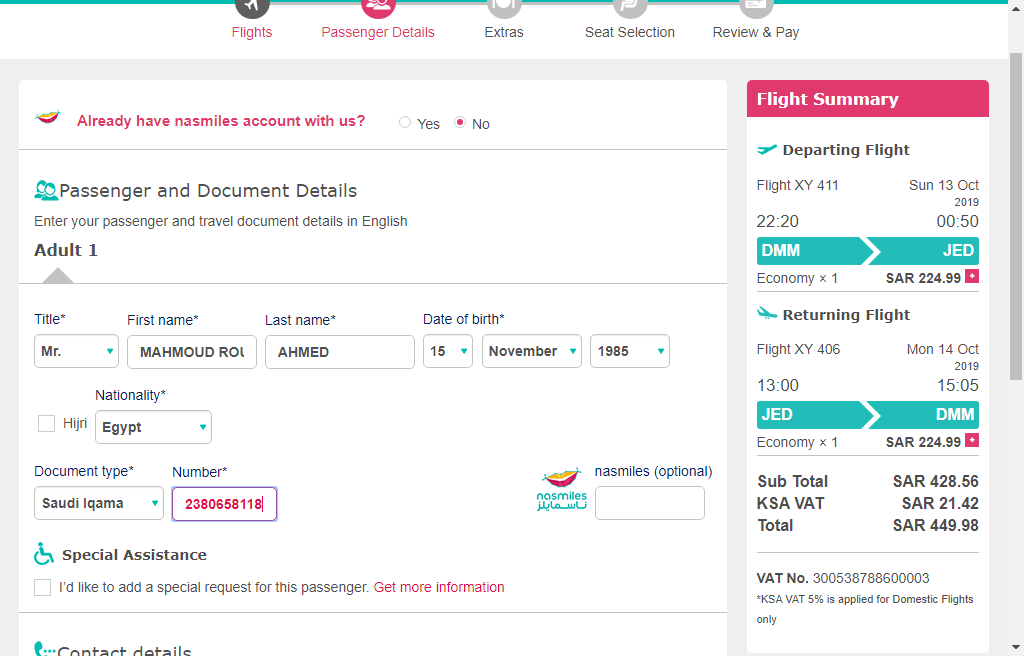 Flights
Passenger Details
Extras
Seat Selection
Review & Pay
Already have nasmiles account with us?
Yes
No
Passenger and Document Details
Enter your passenger and travel document details in English
Adult 1
Title*
First name*
Last name*
Date of birth*
Mr.
MAHMOUD ROU
AHMED
15
November
1985
Nationality*
Hijri
Egypt
Document type*
Number*
nasmiles (optional)
Saudi Iqama
2380658118
nasmiles
ناسمايلز
Special Assistance
I'd like to add a special request for this passenger. Get more information
Contact details
Flight Summary
Departing Flight
Flight XY 411
Sun 13 Oct
2019
22:20
00:50
DMM
JED
Economy × 1
SAR 224.99 +
Returning Flight
Flight XY 406
Mon 14 Oct
2019
13:00
15:05
JED
DMM
Economy × 1
SAR 224.99 +
Sub Total
SAR 428.56
KSA VAT
SAR 21.42
Total
SAR 449.98
VAT No. 300538788600003
*KSA VAT 5% is applied for Domestic Flights
only